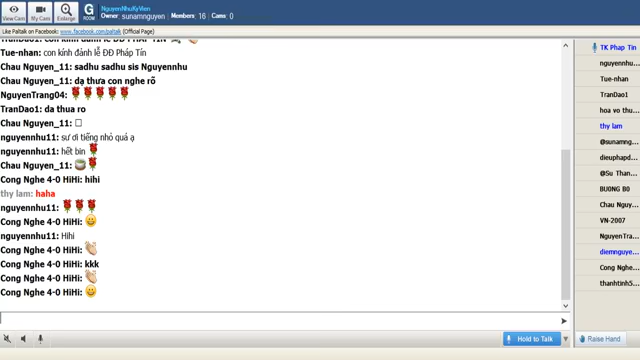 NguyenNhuKyVien
Owner: sunamnguyen | Members: 16 | Cams: 0
View Cam
My Cam
Enlarge
G
ROOM
Like Paltalk on Facebook: www.facebook.com/paltalk (Official Page)
Tue-nhan: con kính đảnh lễ ĐĐ Pháp Tín
Chau Nguyen_11: sadhu sadhu sis Nguyennhu
Chau Nguyen_11: dạ thưa con nghe rõ
NguyenTrang04:
TranDao1: da thua ro
Chau Nguyen_11:
nguyennhu11: sư ơi tiếng nhỏ quá ạ
nguyennhu11: hết bin
Chau Nguyen_11:
Cong Nghe 4-0 HiHi: hihi
thy lam: haha
nguyennhu11:
Cong Nghe 4-0 HiHi:
nguyennhu11: Hihi
Cong Nghe 4-0 HiHi:
Cong Nghe 4-0 HiHi: kkk
Cong Nghe 4-0 HiHi:
Cong Nghe 4-0 HiHi:
TK Phap Tin
nguyennhu...
Tue-nhan
TranDao1
hoa vo thu...
thy lam
@sunamng...
dieuphapd...
@Su Than...
BUONG BO
Chau Nguy...
VN-2007
NguyenTra...
diemnguye...
Cong Nghe...
thanhtinh5...
Hold to Talk
Raise Hand